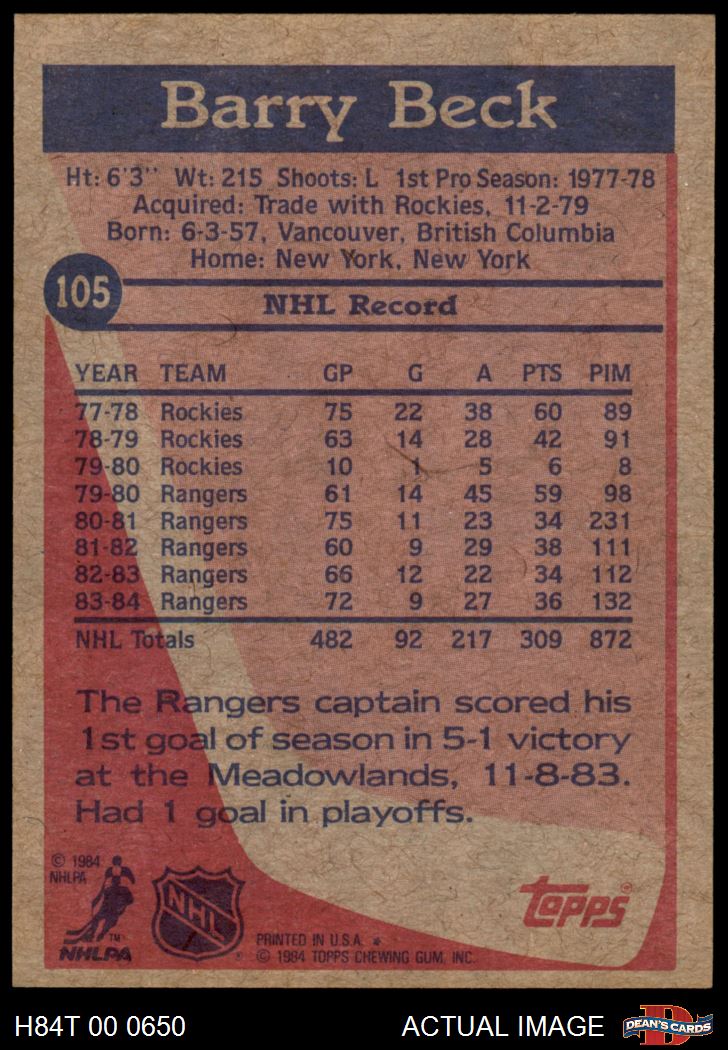 Barry Beck
Ht: 6'3" Wt: 215 Shoots: L 1st Pro Season: 1977-78
Acquired: Trade with Rockies, 11-2-79
Born: 6-3-57, Vancouver, British Columbia
Home: New York, New York
105
NHL Record
YEAR TEAM GP G A PTS PIM
77-78 Rockies 75 22 38 60 89
78-79 Rockies 63 14 28 42 91
79-80 Rockies 10 1 5 6 8
79-80 Rangers 61 14 45 59 98
80-81 Rangers 75 11 23 34 231
81-82 Rangers 60 9 29 38 111
82-83 Rangers 66 12 22 34 112
83-84 Rangers 72 9 27 36 132
NHL Totals 482 92 217 309 872
The Rangers captain scored his
1st goal of season in 5-1 victory
at the Meadowlands, 11-8-83.
Had 1 goal in playoffs.
© 1984
NHLPA
TM
NHLPA
NHL
®
topps®
PRINTED IN U.S.A. *
© 1984 TOPPS CHEWING GUM, INC.
H84T 00 0650
ACTUAL IMAGE
D
DEAN'S CARDS